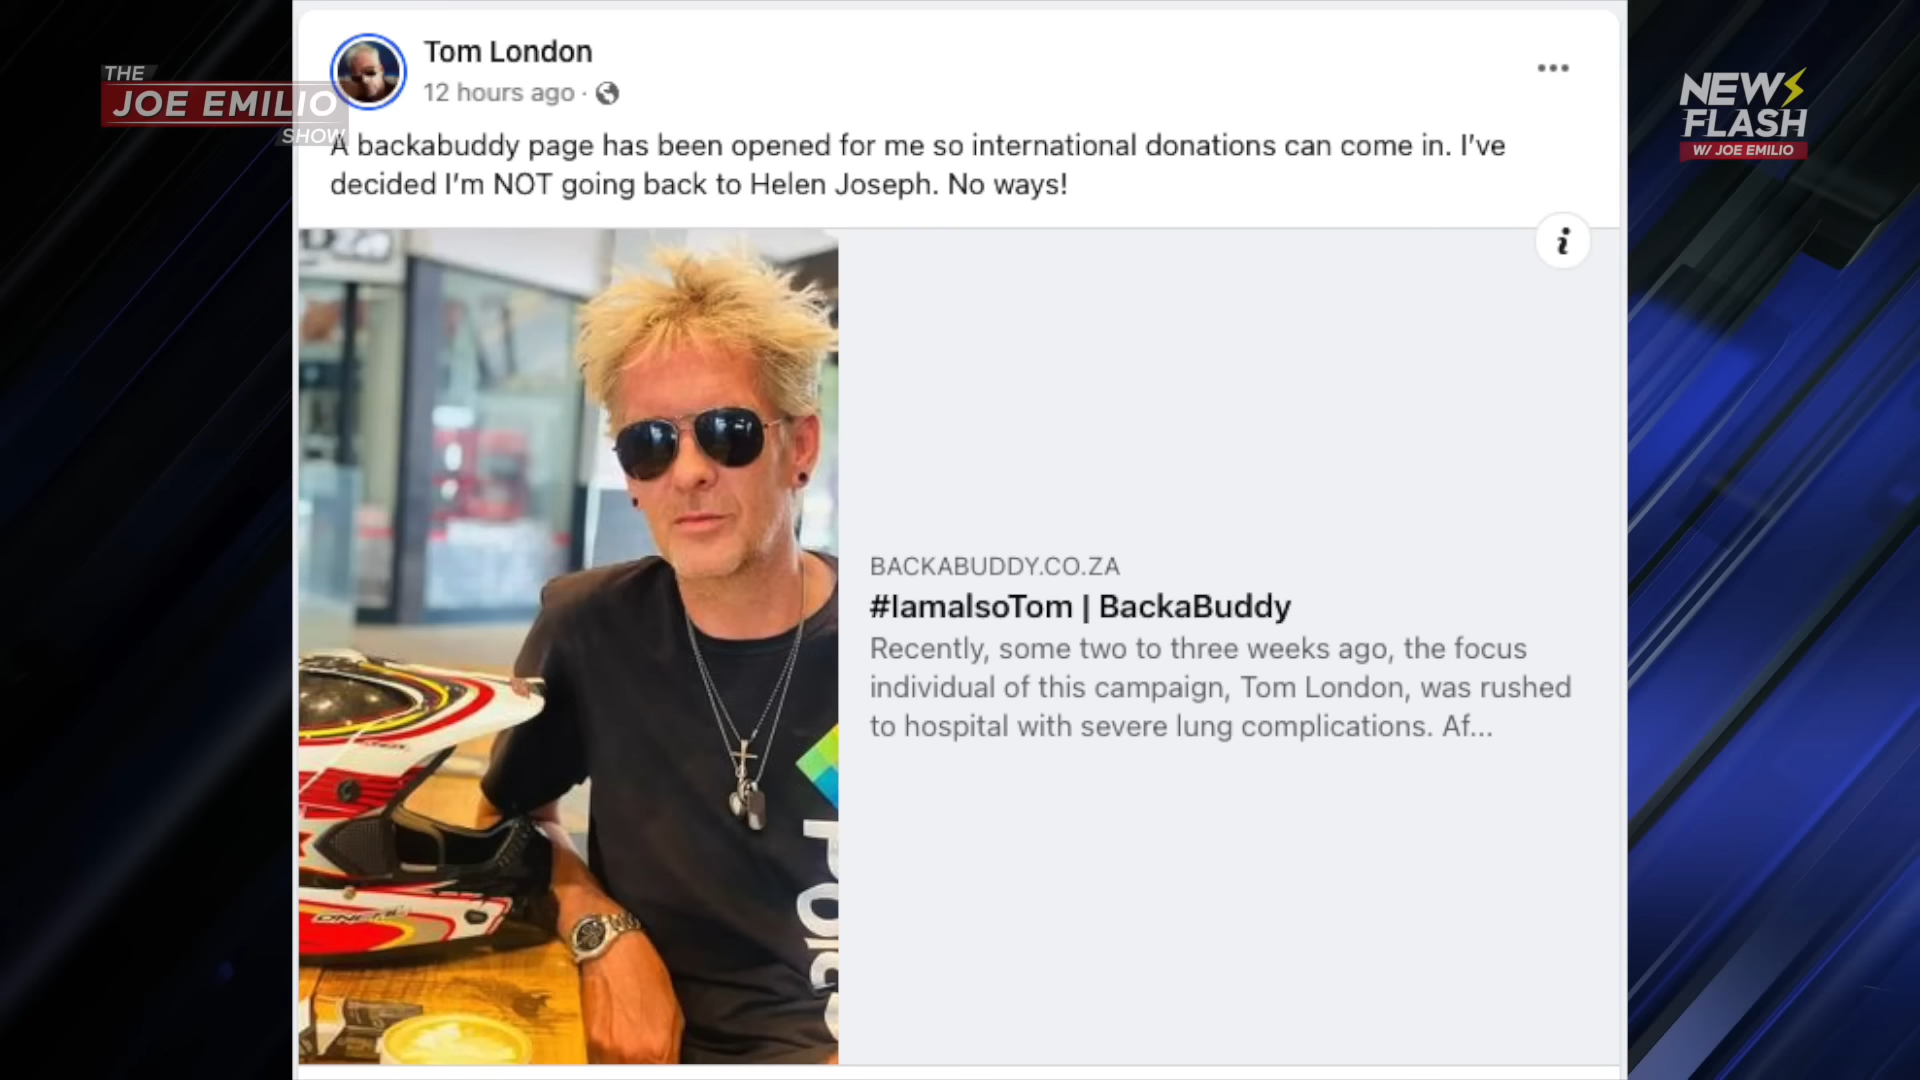 THE
JOE EMILIO
SHOW
NEWS
FLASH
W/ JOE EMILIO
Tom London
12 hours ago ·
A backabuddy page has been opened for me so international donations can come in. I've
decided I'm NOT going back to Helen Joseph. No ways!
BACKABUDDY.CO.ZA
#IamalsoTom | BackaBuddy
Recently, some two to three weeks ago, the focus
individual of this campaign, Tom London, was rushed
to hospital with severe lung complications. Af...